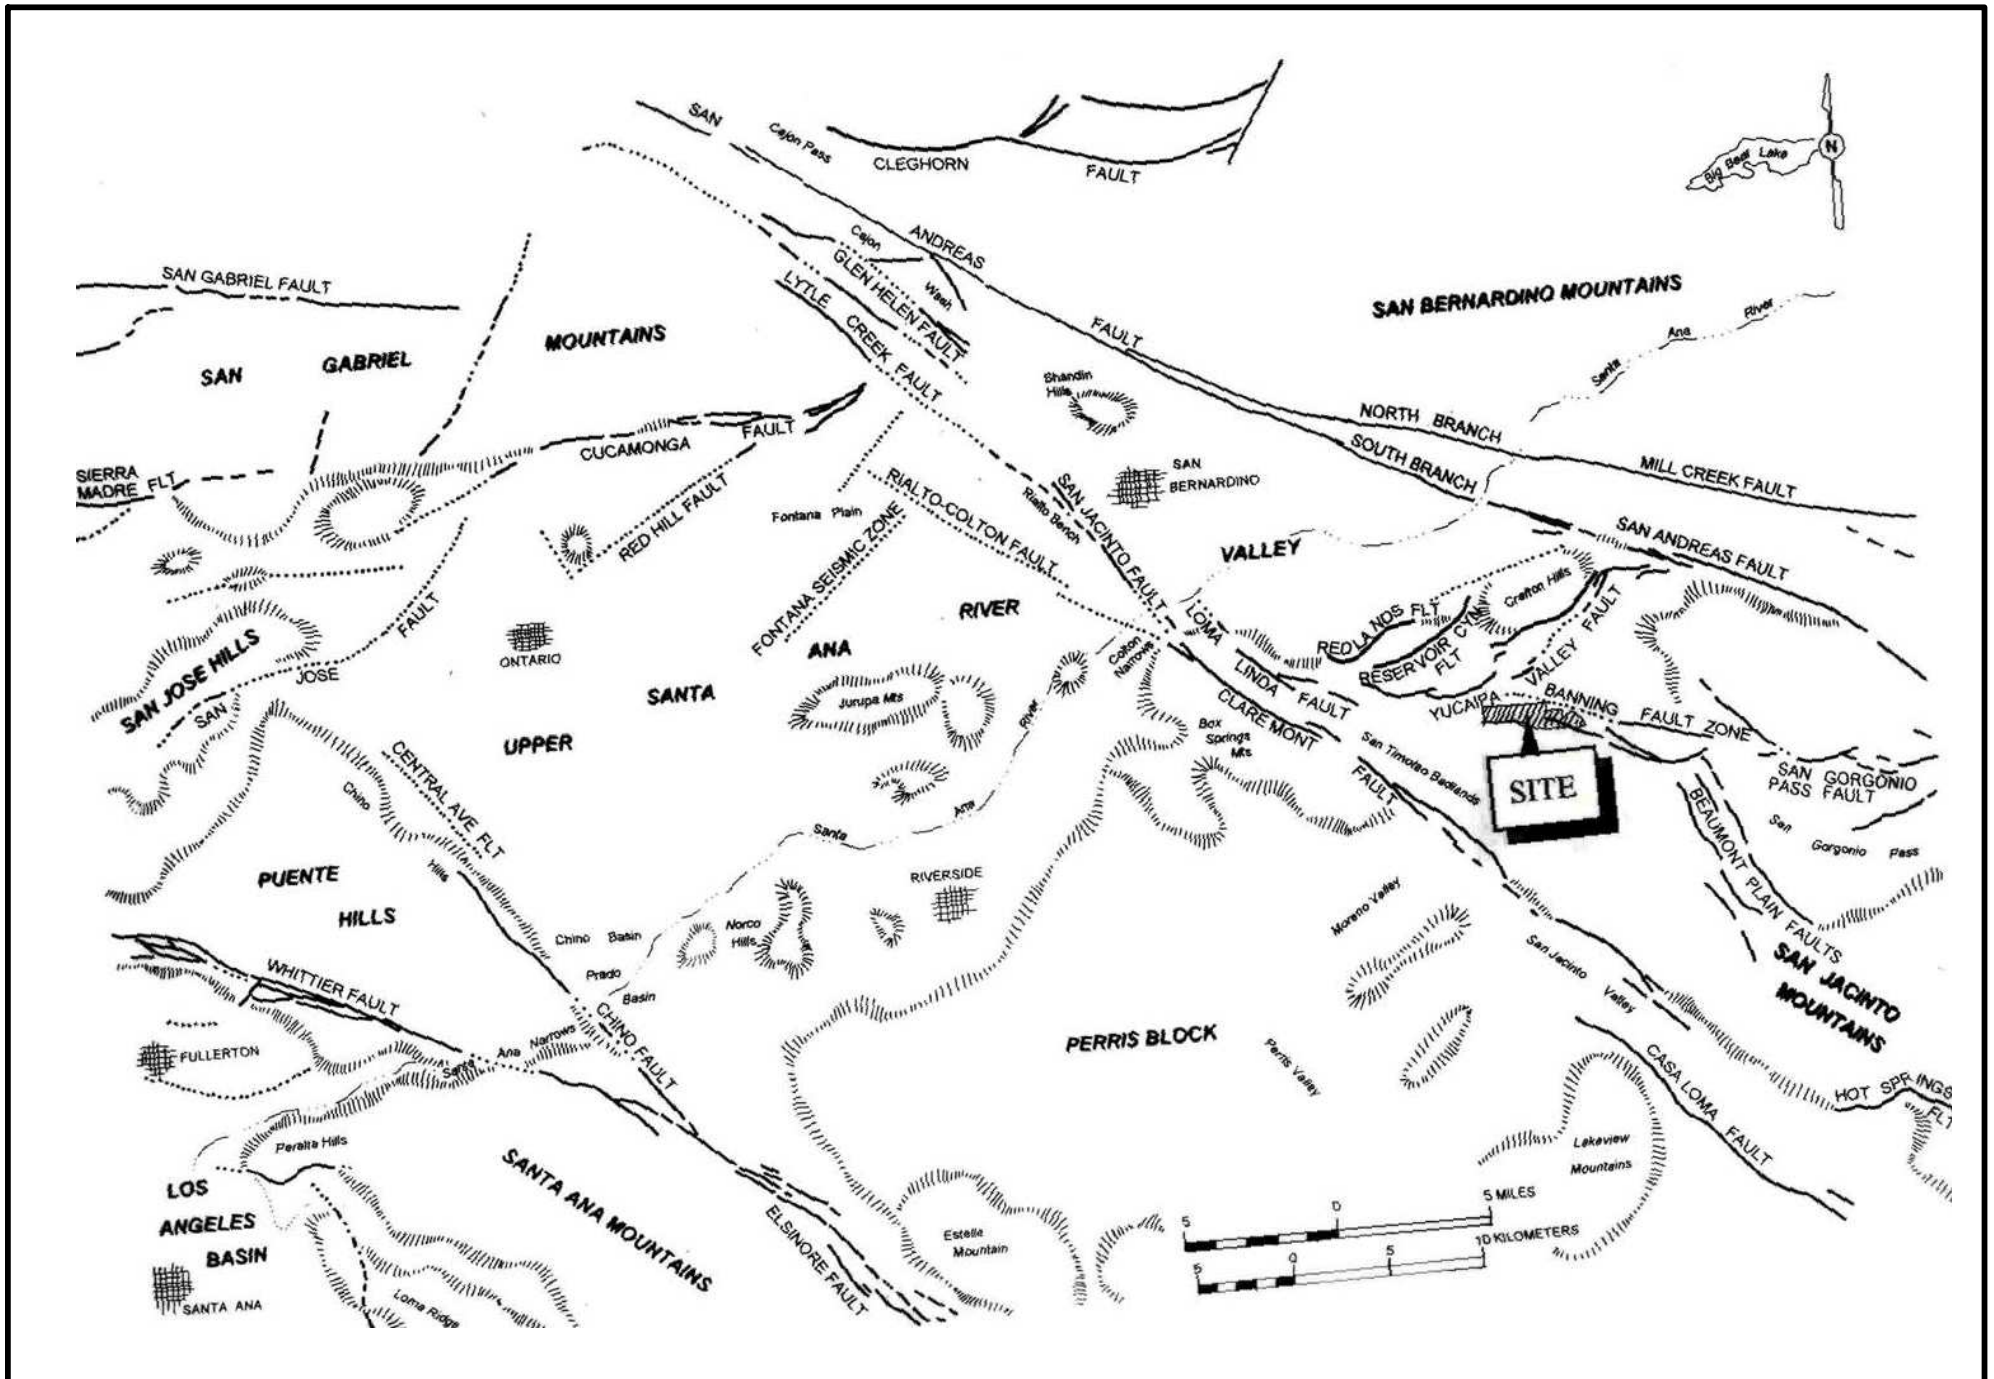 SAN
Cajon Pass
CLEGHORN
FAULT
Big Bear Lake
N
ANDREAS
FAULT
Cajon
Wash
GLEN HELEN FAULT
LYTLE
CREEK
FAULT
SAN GABRIEL FAULT
SAN BERNARDINO MOUNTAINS
Santa
Ana
River
SAN
GABRIEL
MOUNTAINS
Shandin
Hills
NORTH BRANCH
SOUTH BRANCH
MILL CREEK FAULT
CUCAMONGA
FAULT
SIERRA
MADRE FLT
SAN
BERNARDINO
RED HILL FAULT
Fontana Plain
RIALTO-COLTON FAULT
Rialto Bench
SAN JACINTO FAULT
FONTANA SEISMIC ZONE
VALLEY
SAN ANDREAS FAULT
Crafton Hills
REDLANDS FLT
RESERVOIR CYN
FLT
YUCAIPA
VALLEY
FAULT
BANNING
FAULT
ZONE
SAN JOSE HILLS
SAN
JOSE
FAULT
ONTARIO
RIVER
ANA
SANTA
UPPER
Jurupa Mts
Colton
Narrows
LOMA
LINDA
FAULT
CLAREMONT
FAULT
Box
Springs
Mts
San Timoteo Badlands
SITE
SAN GORGONIO
PASS FAULT
San
Gorgonio
Pass
BEAUMONT PLAIN FAULTS
CENTRAL AVE FLT
Chino
Hills
River
Ana
Santa
PUENTE
HILLS
RIVERSIDE
Norco
Hills
Chino Basin
Prado
Basin
Moreno Valley
San Jacinto
Valley
SAN JACINTO
MOUNTAINS
WHITTIER FAULT
CHINO FAULT
FULLERTON
Santa
Ana
Narrows
PERRIS BLOCK
Perris Valley
CASA LOMA
FAULT
HOT SPRINGS
FLT
Peralta Hills
Lakeview
Mountains
LOS
ANGELES
BASIN
SANTA ANA
SANTA ANA MOUNTAINS
ELSINORE FAULT
Estelle
Mountain
Loma Ridge
5
0
5 MILES
5
0
5
10 KILOMETERS